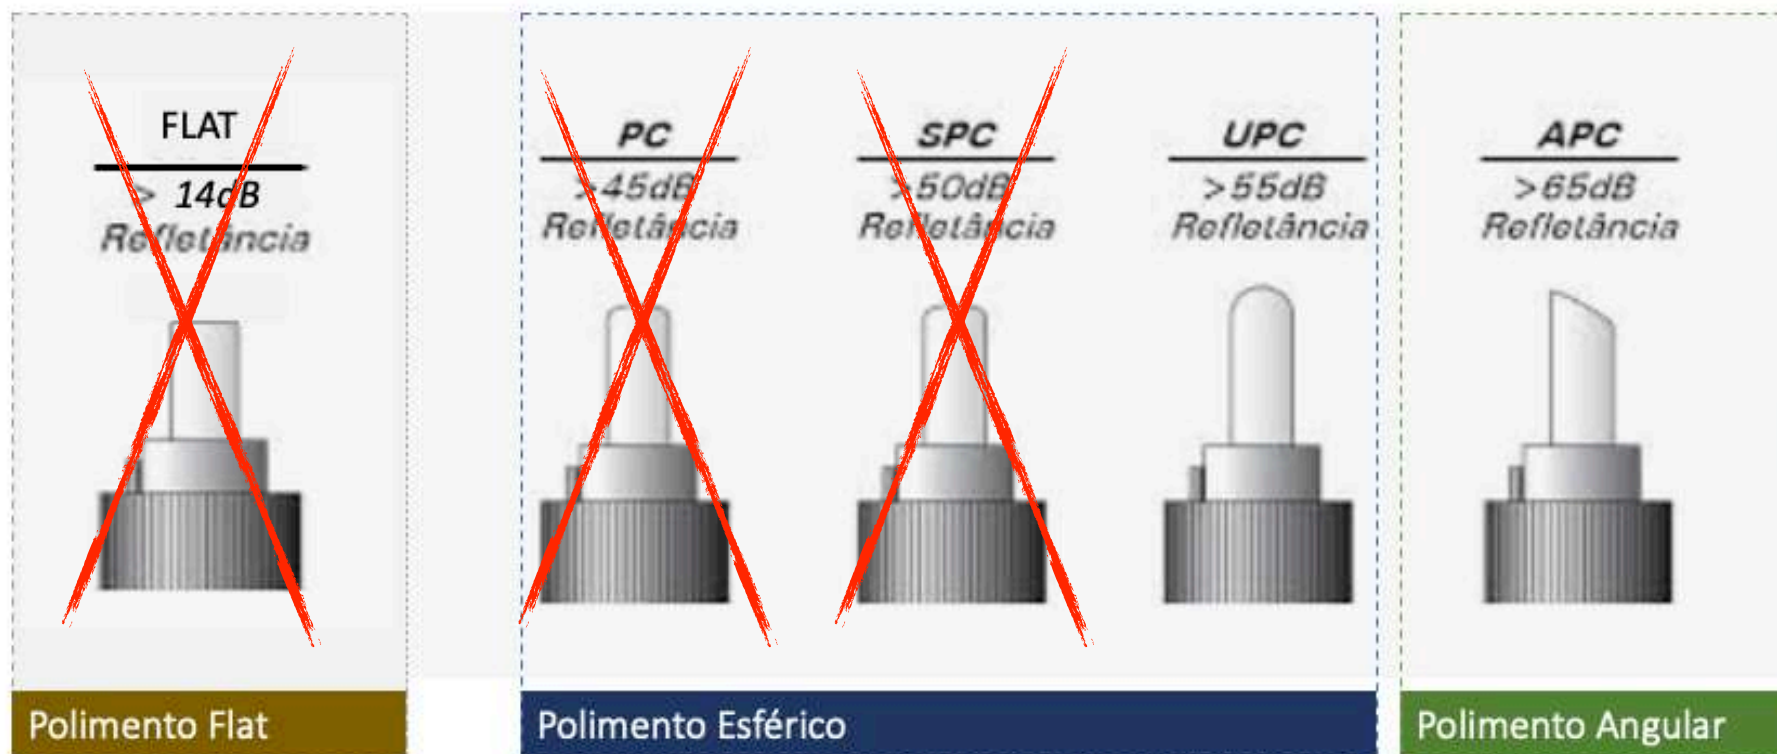 FLAT
> 14dB
Refletância
PC
>45dB
Refletância
SPC
>50dB
Refletância
UPC
>55dB
Refletância
APC
>65dB
Refletância
Polimento Flat
Polimento Esférico
Polimento Angular